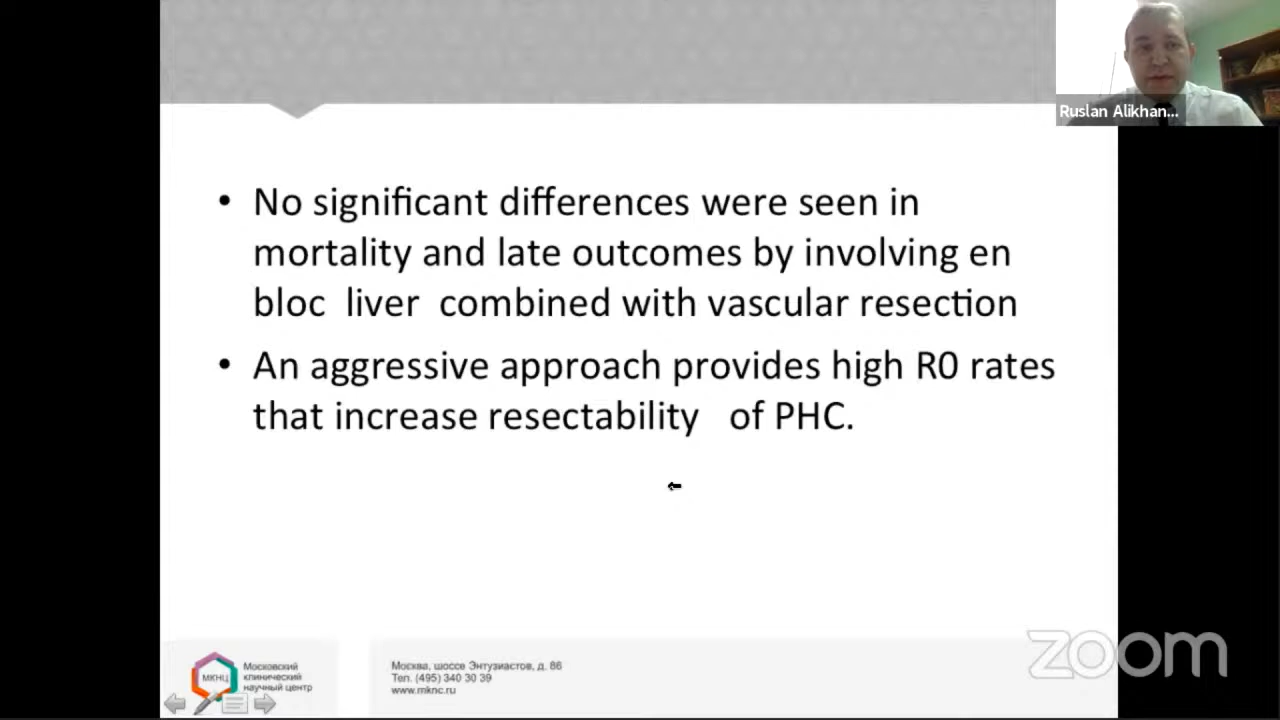 Ruslan Alikhan...
• No significant differences were seen in
mortality and late outcomes by involving en
bloc liver combined with vascular resection
• An aggressive approach provides high R0 rates
that increase resectability of PHC.
МКНЦ
Московский
клинический
научный центр
Москва, шоссе Энтузиастов, д. 86
Тел. (495) 340 30 39
www.mknc.ru
zoom